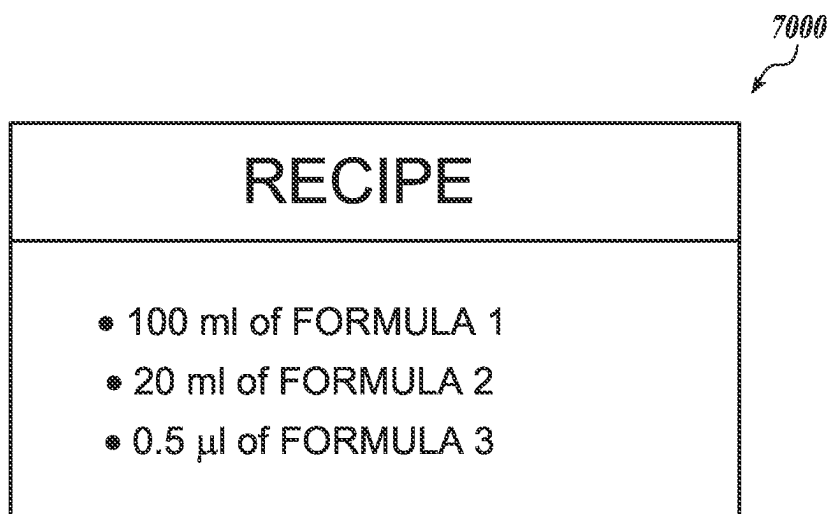 7000
RECIPE
• 100 ml of FORMULA 1
• 20 ml of FORMULA 2
• 0.5 µl of FORMULA 3